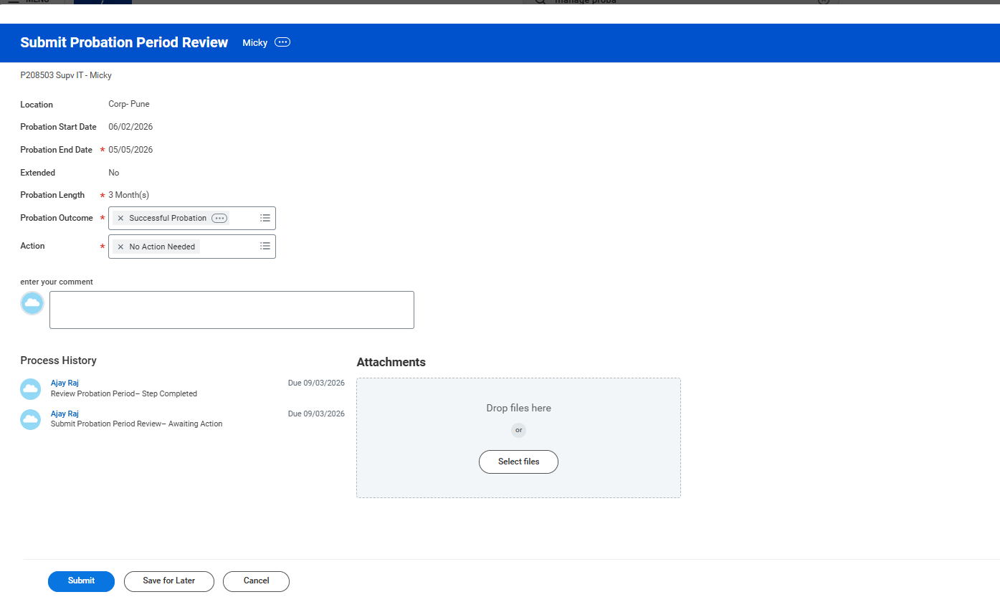 MENU
manage proba
Submit Probation Period Review Micky
P208503 Supv IT - Micky
Location Corp- Pune
Probation Start Date 06/02/2026
Probation End Date * 05/05/2026
Extended No
Probation Length * 3 Month(s)
Probation Outcome * × Successful Probation
Action * × No Action Needed
enter your comment
Process History
Ajay Raj Due 09/03/2026
Review Probation Period– Step Completed
Ajay Raj Due 09/03/2026
Submit Probation Period Review– Awaiting Action
Attachments
Drop files here
or
Select files
Submit Save for Later Cancel